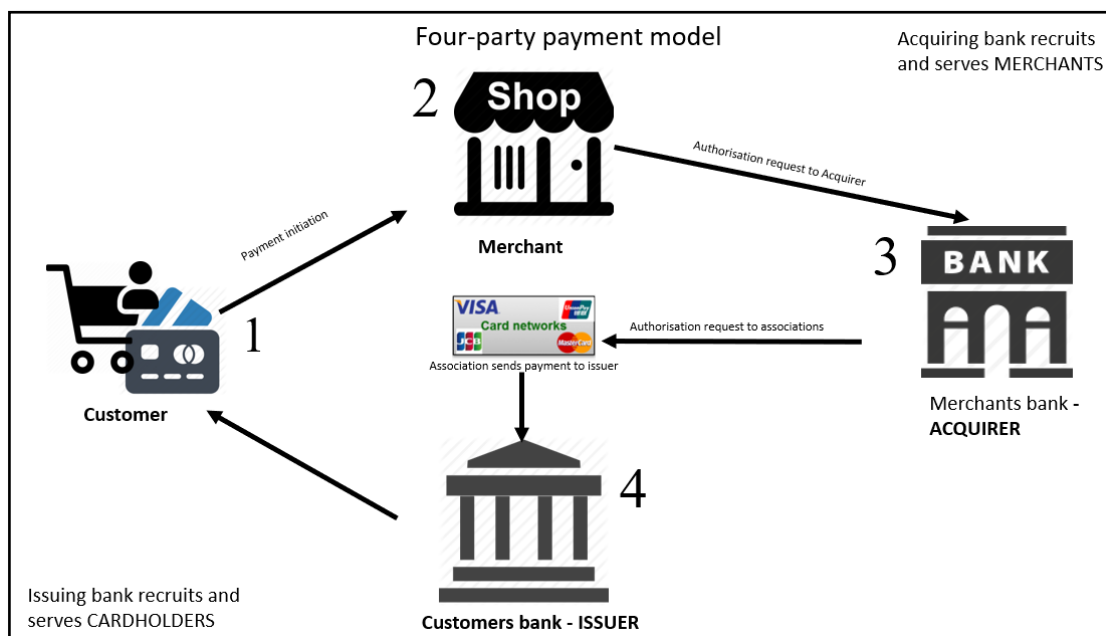 Four-party payment model
Acquiring bank recruits
and serves MERCHANTS
2
Shop
Authorisation request to Acquirer
Merchant
Payment initiation
3
BANK
1
VISA
UnionPay
Card networks
JCB
MasterCard
Authorisation request to associations
Association sends payment to issuer
Customer
Merchants bank -
ACQUIRER
4
Issuing bank recruits and
serves CARDHOLDERS
Customers bank - ISSUER